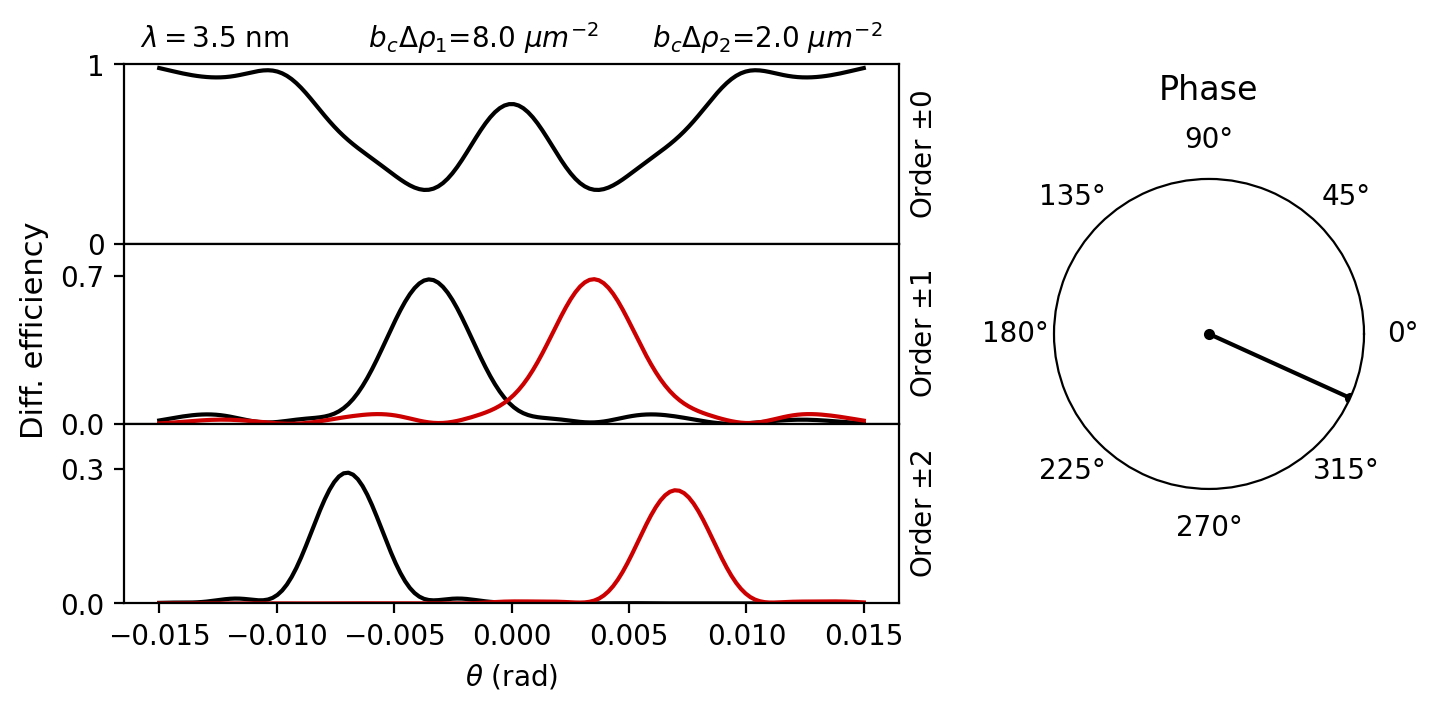 λ = 3.5 nm
b_cΔρ₁=8.0 μm⁻²
b_cΔρ₂=2.0 μm⁻²
1
0
Order ±0
0.7
0.0
Order ±1
0.3
0.0
Order ±2
Diff. efficiency
−0.015 −0.010 −0.005 0.000 0.005 0.010 0.015
θ (rad)
Phase
90°
135°
45°
180°
0°
225°
315°
270°